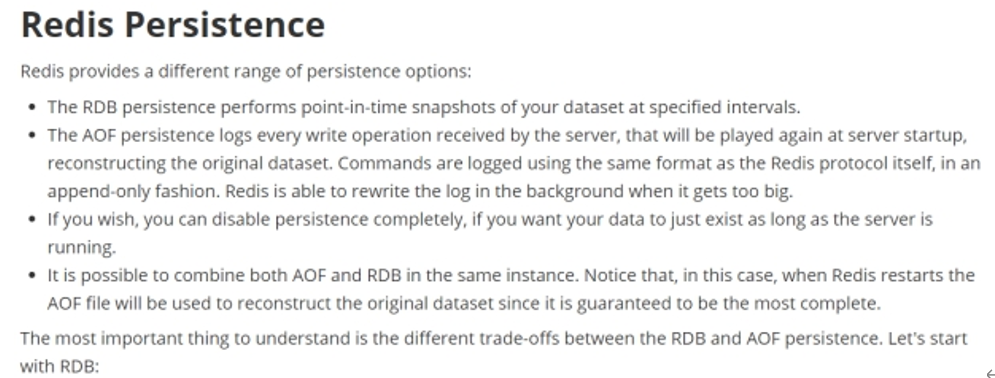 Redis Persistence
Redis provides a different range of persistence options:
• The RDB persistence performs point-in-time snapshots of your dataset at specified intervals.
• The AOF persistence logs every write operation received by the server, that will be played again at server startup,
reconstructing the original dataset. Commands are logged using the same format as the Redis protocol itself, in an
append-only fashion. Redis is able to rewrite the log in the background when it gets too big.
• If you wish, you can disable persistence completely, if you want your data to just exist as long as the server is
running.
• It is possible to combine both AOF and RDB in the same instance. Notice that, in this case, when Redis restarts the
AOF file will be used to reconstruct the original dataset since it is guaranteed to be the most complete.
The most important thing to understand is the different trade-offs between the RDB and AOF persistence. Let's start
with RDB: